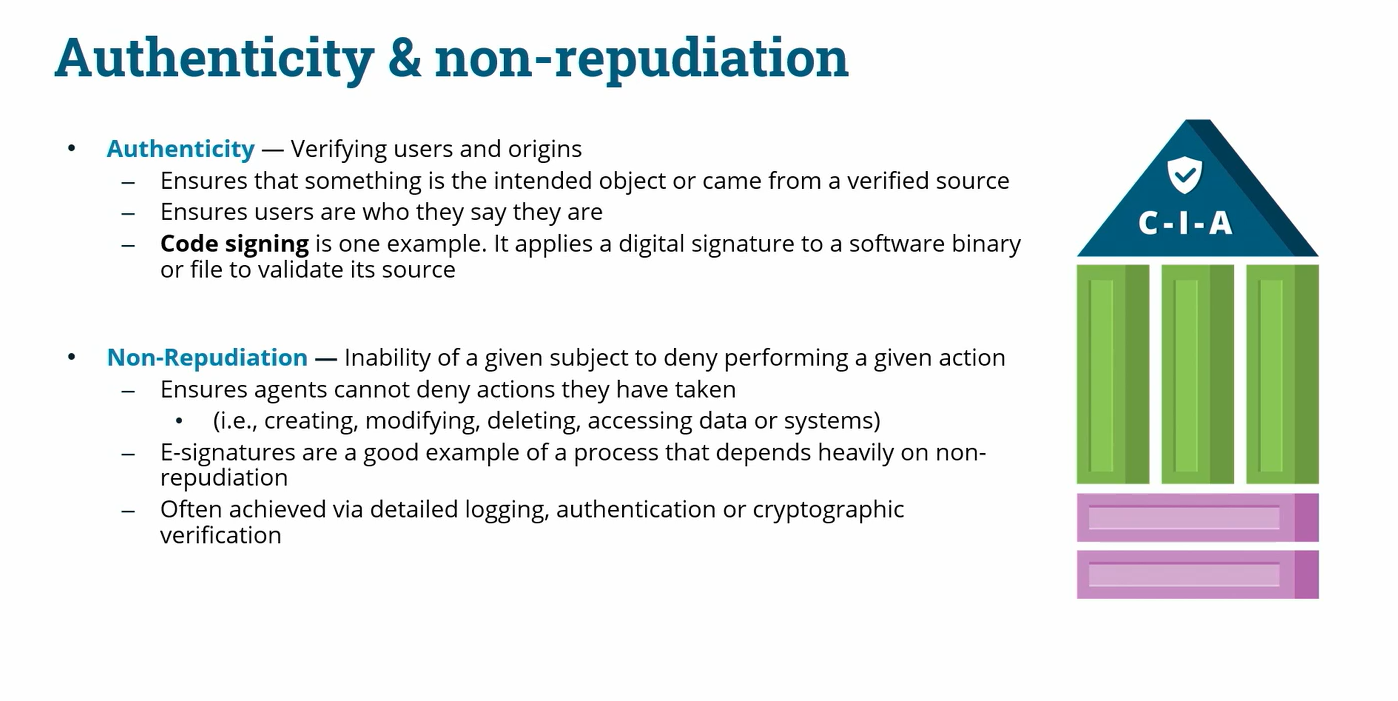 Authenticity & non-repudiation
• Authenticity — Verifying users and origins
– Ensures that something is the intended object or came from a verified source
– Ensures users are who they say they are
– Code signing is one example. It applies a digital signature to a software binary
or file to validate its source
• Non-Repudiation — Inability of a given subject to deny performing a given action
– Ensures agents cannot deny actions they have taken
• (i.e., creating, modifying, deleting, accessing data or systems)
– E-signatures are a good example of a process that depends heavily on non-
repudiation
– Often achieved via detailed logging, authentication or cryptographic
verification
C-I-A